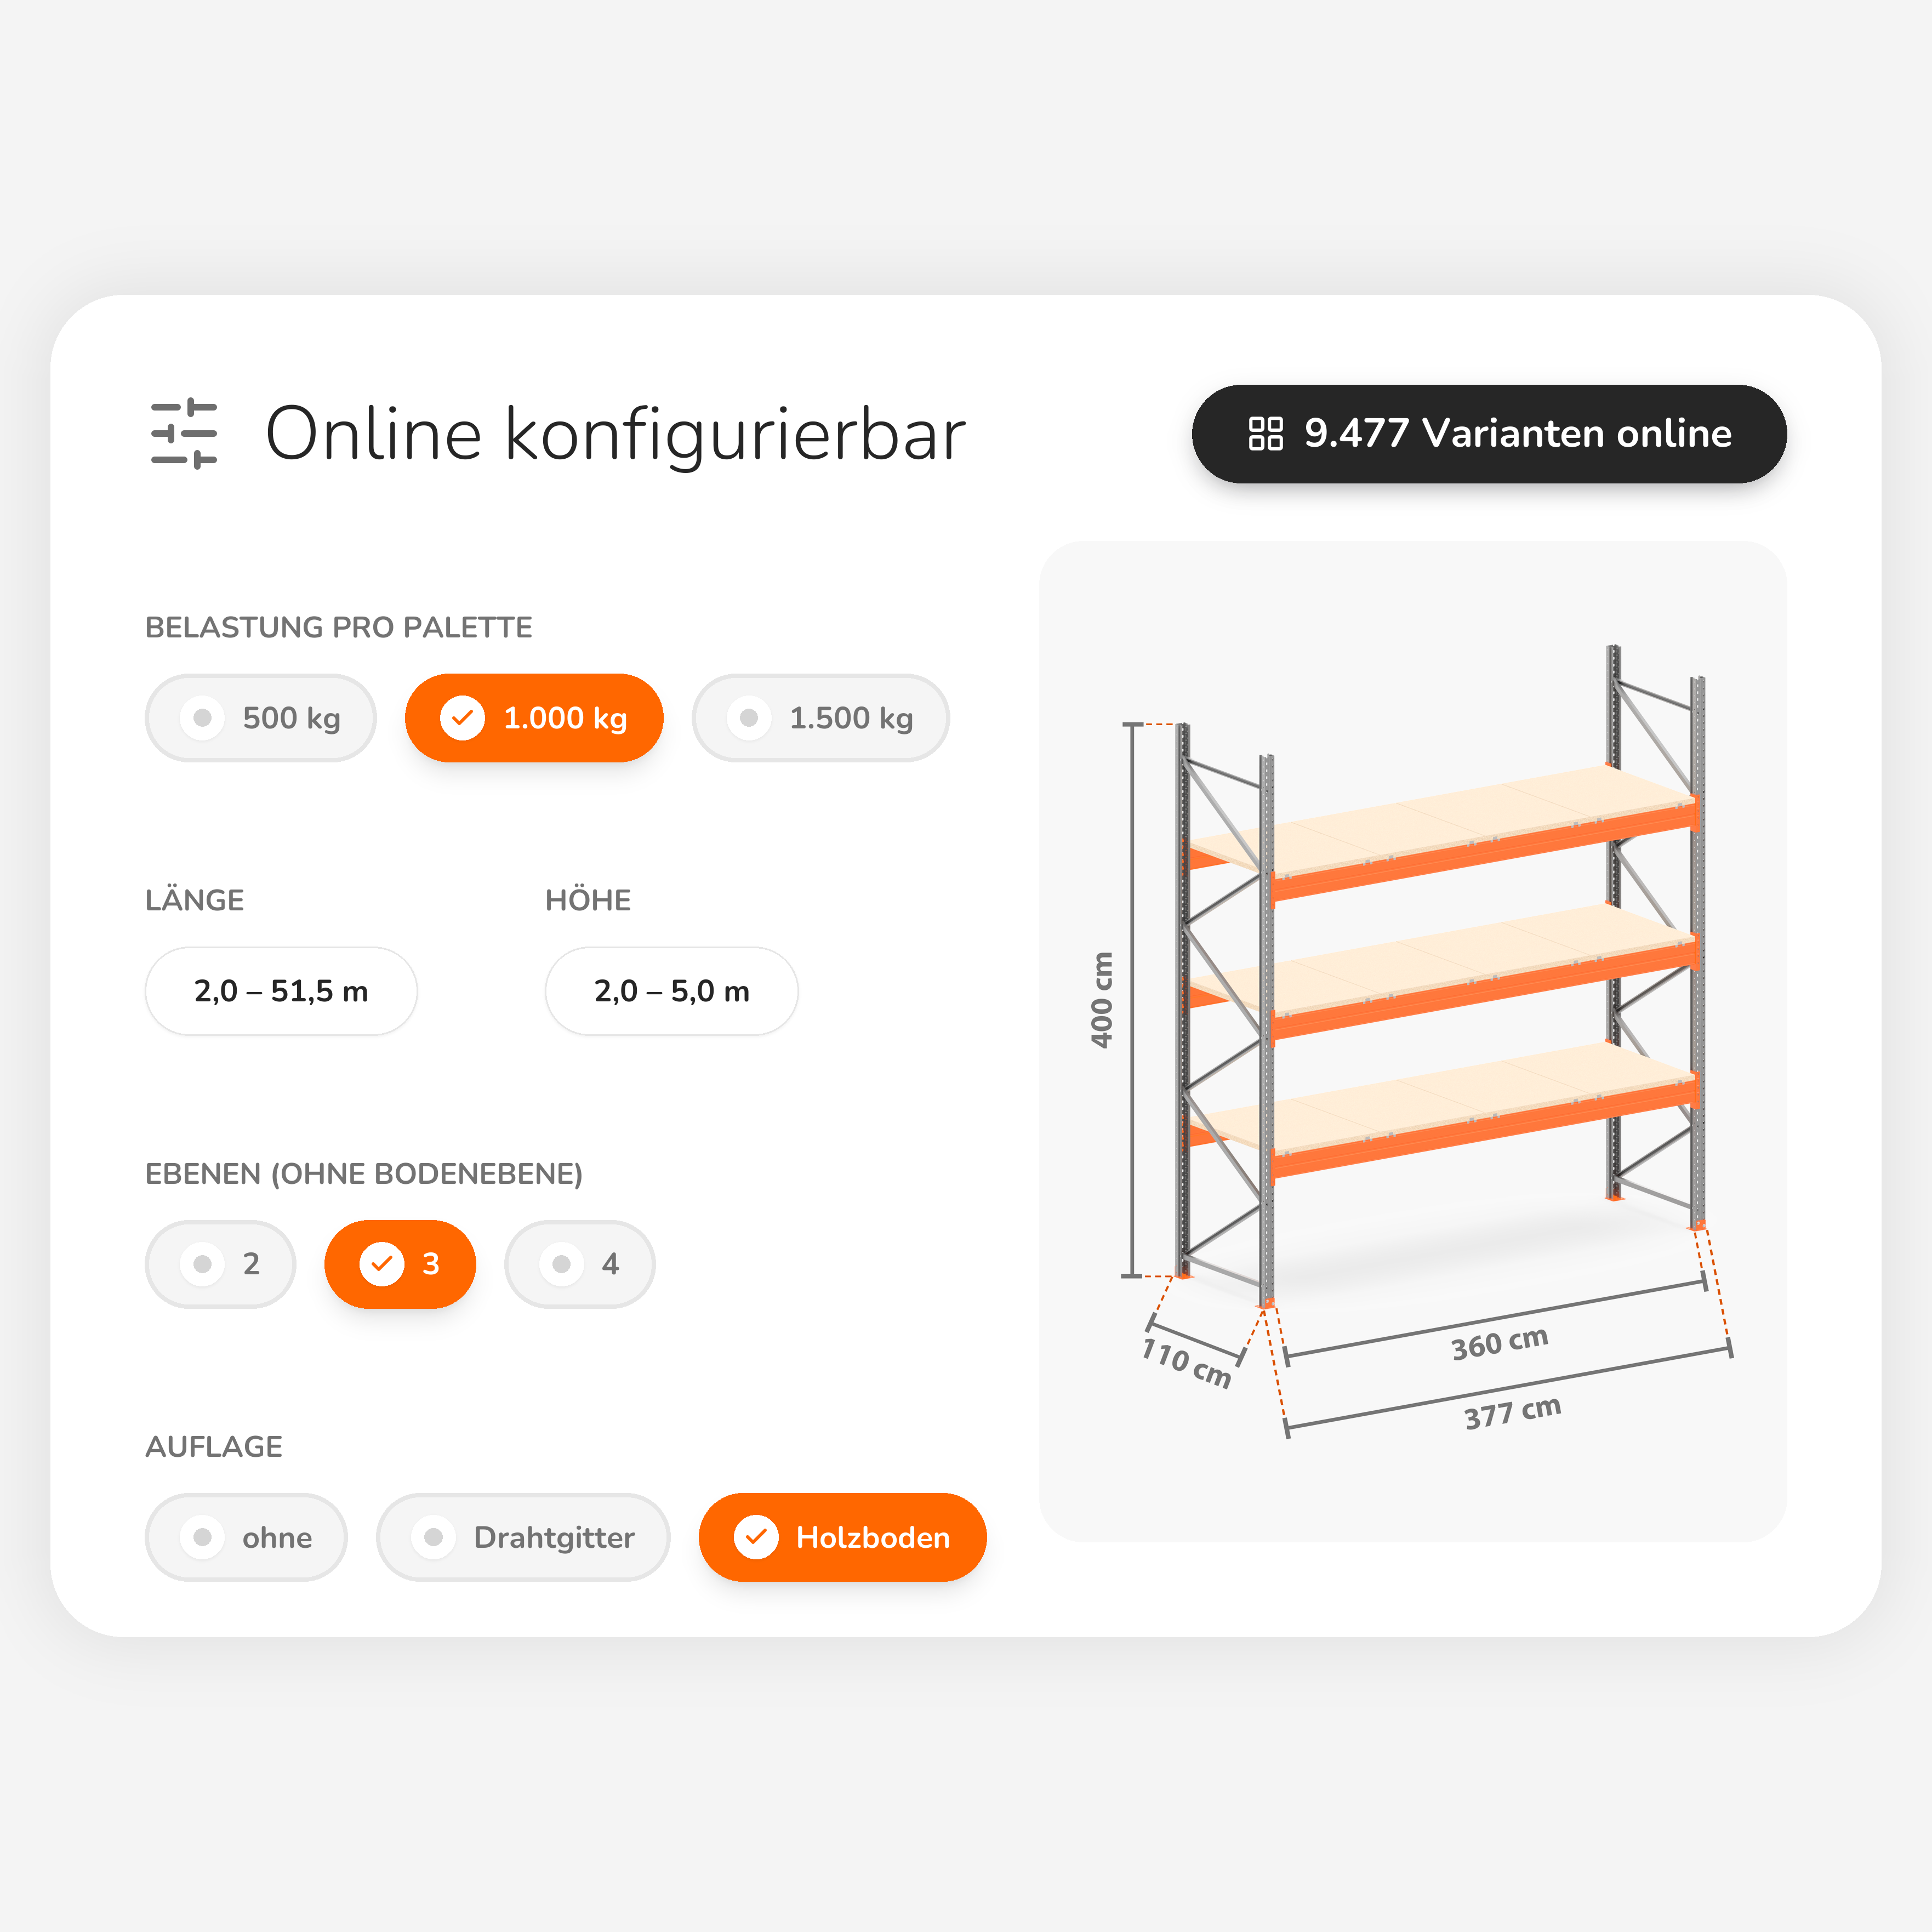 Online konfigurierbar
9.477 Varianten online
BELASTUNG PRO PALETTE
500 kg
1.000 kg
1.500 kg
LÄNGE
HÖHE
2,0 – 51,5 m
2,0 – 5,0 m
EBENEN (OHNE BODENEBENE)
2
3
4
AUFLAGE
ohne
Drahtgitter
Holzboden
400 cm
110 cm
360 cm
377 cm